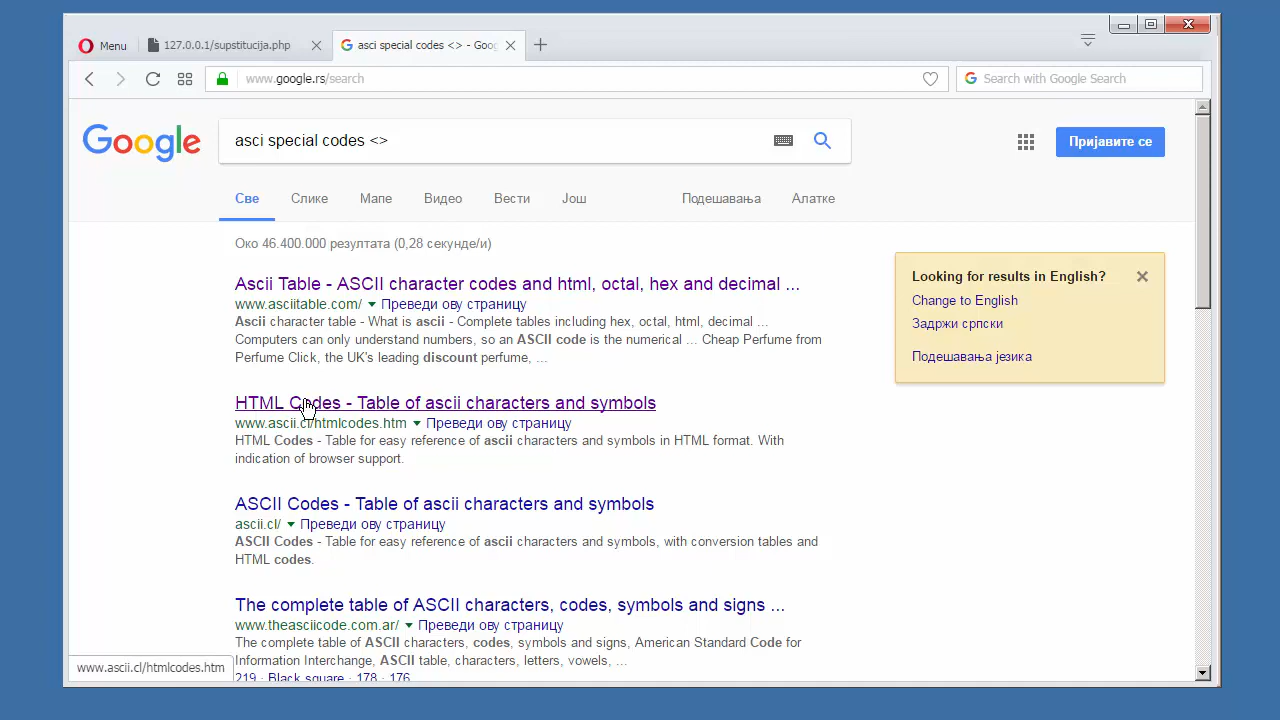 Menu
127.0.0.1/supstitucija.php
asci special codes <> - Goog
www.google.rs/search
Search with Google Search
Google
asci special codes <>
Пријавите се
Све
Слике
Мапе
Видео
Вести
Још
Подешавања
Алатке
Око 46.400.000 резултата (0,28 секунде/и)
Ascii Table - ASCII character codes and html, octal, hex and decimal ...
www.asciitable.com/ Преведи ову страницу
Ascii character table - What is ascii - Complete tables including hex, octal, html, decimal ...
Computers can only understand numbers, so an ASCII code is the numerical ... Cheap Perfume from
Perfume Click, the UK's leading discount perfume, ...
HTML Codes - Table of ascii characters and symbols
www.ascii.cl/htmlcodes.htm Преведи ову страницу
HTML Codes - Table for easy reference of ascii characters and symbols in HTML format. With
indication of browser support.
ASCII Codes - Table of ascii characters and symbols
ascii.cl/ Преведи ову страницу
ASCII Codes - Table for easy reference of ascii characters and symbols, with conversion tables and
HTML codes.
The complete table of ASCII characters, codes, symbols and signs ...
www.theasciicode.com.ar/ Преведи ову страницу
The complete table of ASCII characters, codes, symbols and signs, American Standard Code for
Information Interchange, ASCII table, characters, letters, vowels, ...
219 · Black square · 178 · 176
Looking for results in English?
Change to English
Задржи српски
Подешавања језика
www.ascii.cl/htmlcodes.htm